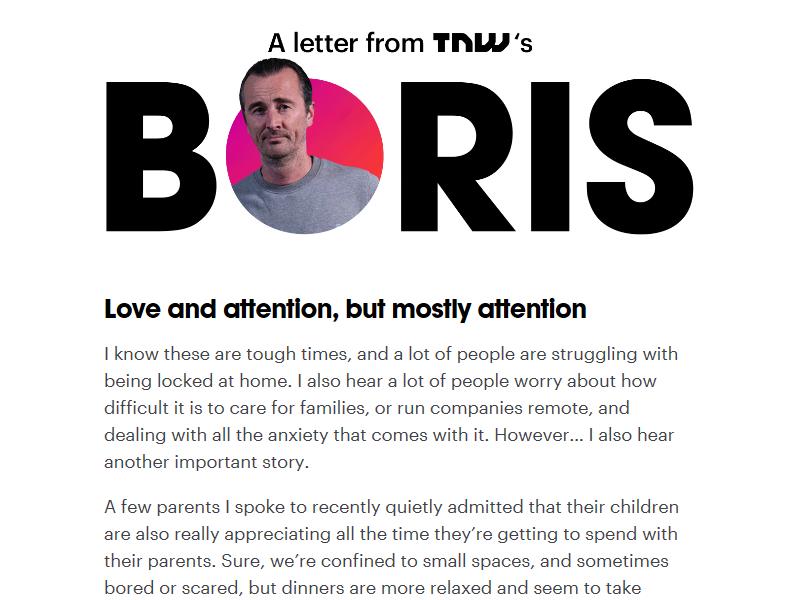 A letter from TNW's
BORIS
Love and attention, but mostly attention
I know these are tough times, and a lot of people are struggling with
being locked at home. I also hear a lot of people worry about how
difficult it is to care for families, or run companies remote, and
dealing with all the anxiety that comes with it. However... I also hear
another important story.
A few parents I spoke to recently quietly admitted that their children
are also really appreciating all the time they’re getting to spend with
their parents. Sure, we’re confined to small spaces, and sometimes
bored or scared, but dinners are more relaxed and seem to take